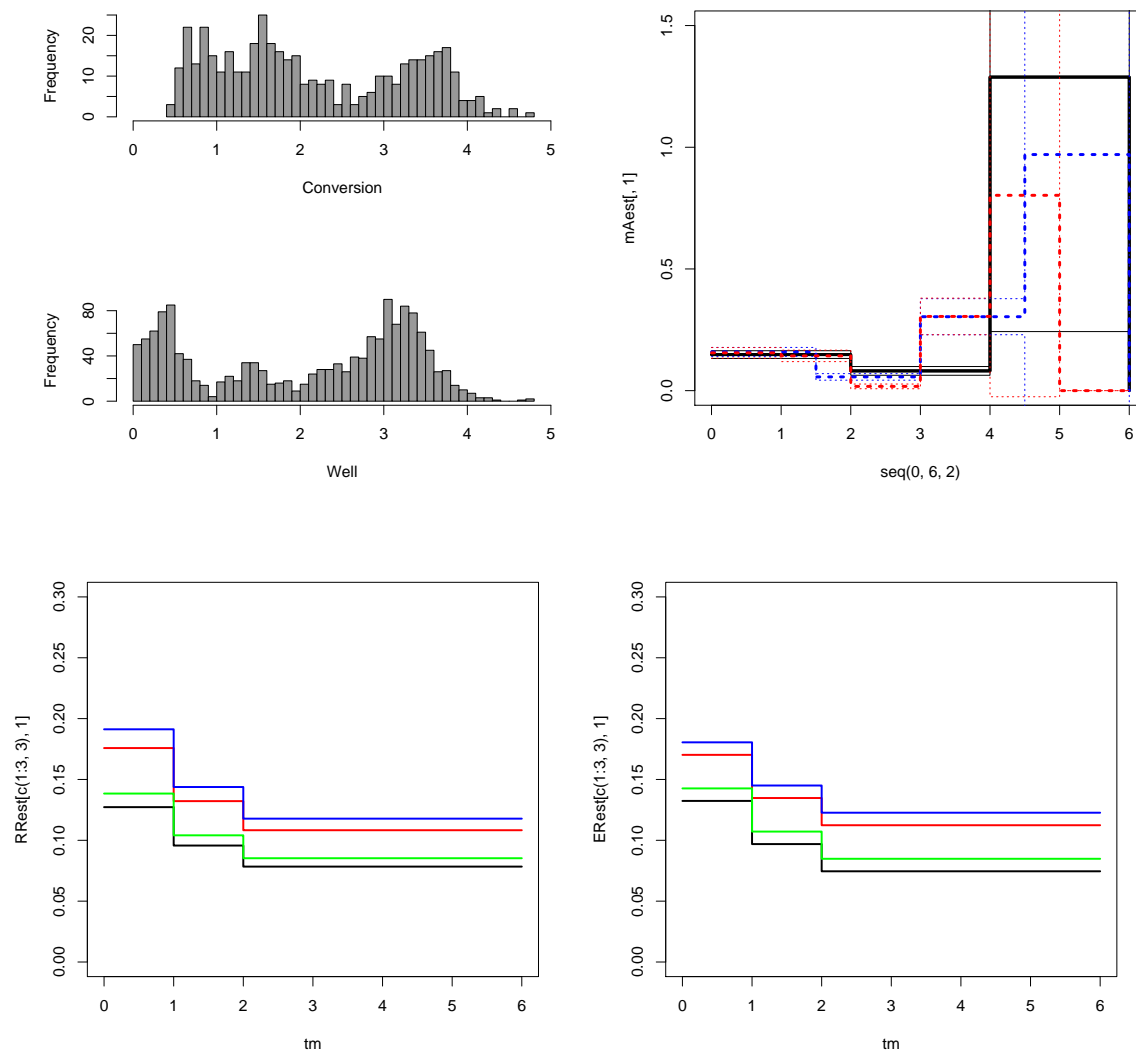 Frequency
0 10 20
0 1 2 3 4 5
Conversion
Frequency
0 40 80
0 1 2 3 4 5
Well
mAest[, 1]
0.0 0.5 1.0 1.5
0 1 2 3 4 5 6
seq(0, 6, 2)
RRest[c(1:3, 3), 1]
0.00 0.05 0.10 0.15 0.20 0.25 0.30
0 1 2 3 4 5 6
tm
ERest[c(1:3, 3), 1]
0.00 0.05 0.10 0.15 0.20 0.25 0.30
0 1 2 3 4 5 6
tm